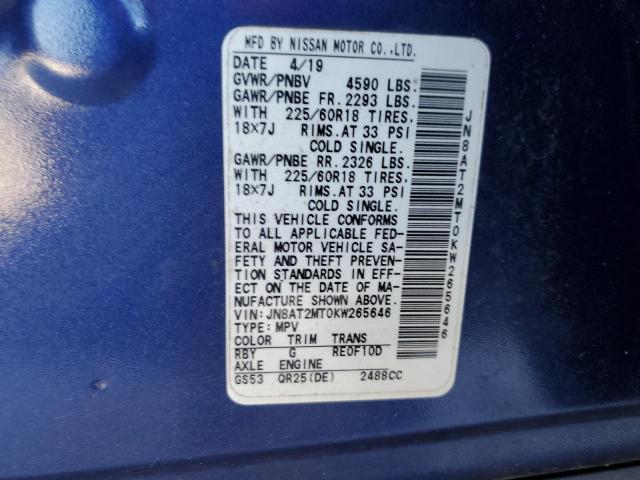 MFD BY NISSAN MOTOR CO.,LTD.
DATE 4/19
GVWR/PNBV 4590 LBS.
GAWR/PNBE FR. 2293 LBS.
WITH 225/60R18 TIRES.
18X7J RIMS.AT 33 PSI
COLD SINGLE.
GAWR/PNBE RR. 2326 LBS.
WITH 225/60R18 TIRES.
18X7J RIMS.AT 33 PSI
COLD SINGLE.
THIS VEHICLE CONFORMS
TO ALL APPLICABLE FED-
ERAL MOTOR VEHICLE SA-
FETY AND THEFT PREVEN-
TION STANDARDS IN EFF-
ECT ON THE DATE OF MA-
NUFACTURE SHOWN ABOVE.
VIN: JN8AT2MT0KW265646
TYPE: MPV
COLOR TRIM TRANS
RBY G RE0F10D
AXLE ENGINE
GS53 QR25(DE) 2488CC
JN8AT2MT0KW265646